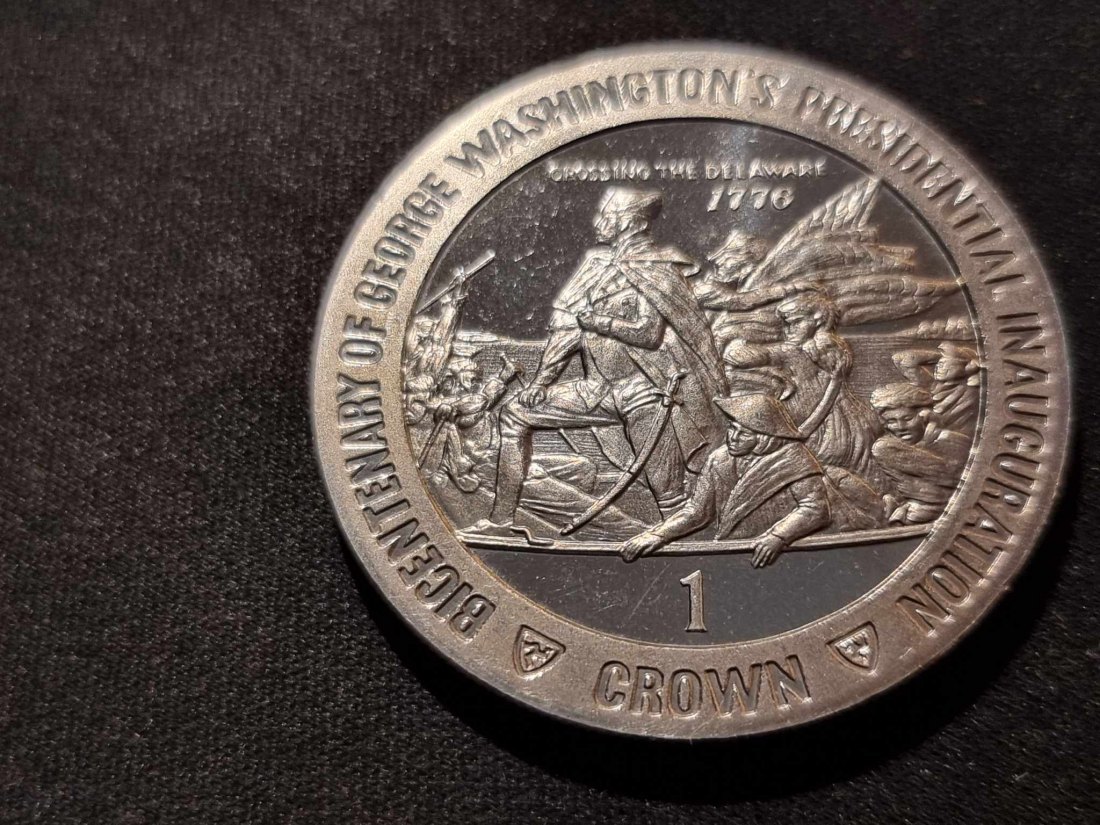 BICENTENARY OF GEORGE WASHINGTON'S PRESIDENTIAL INAUGURATION
CROSSING THE DELAWARE
1776
1
CROWN